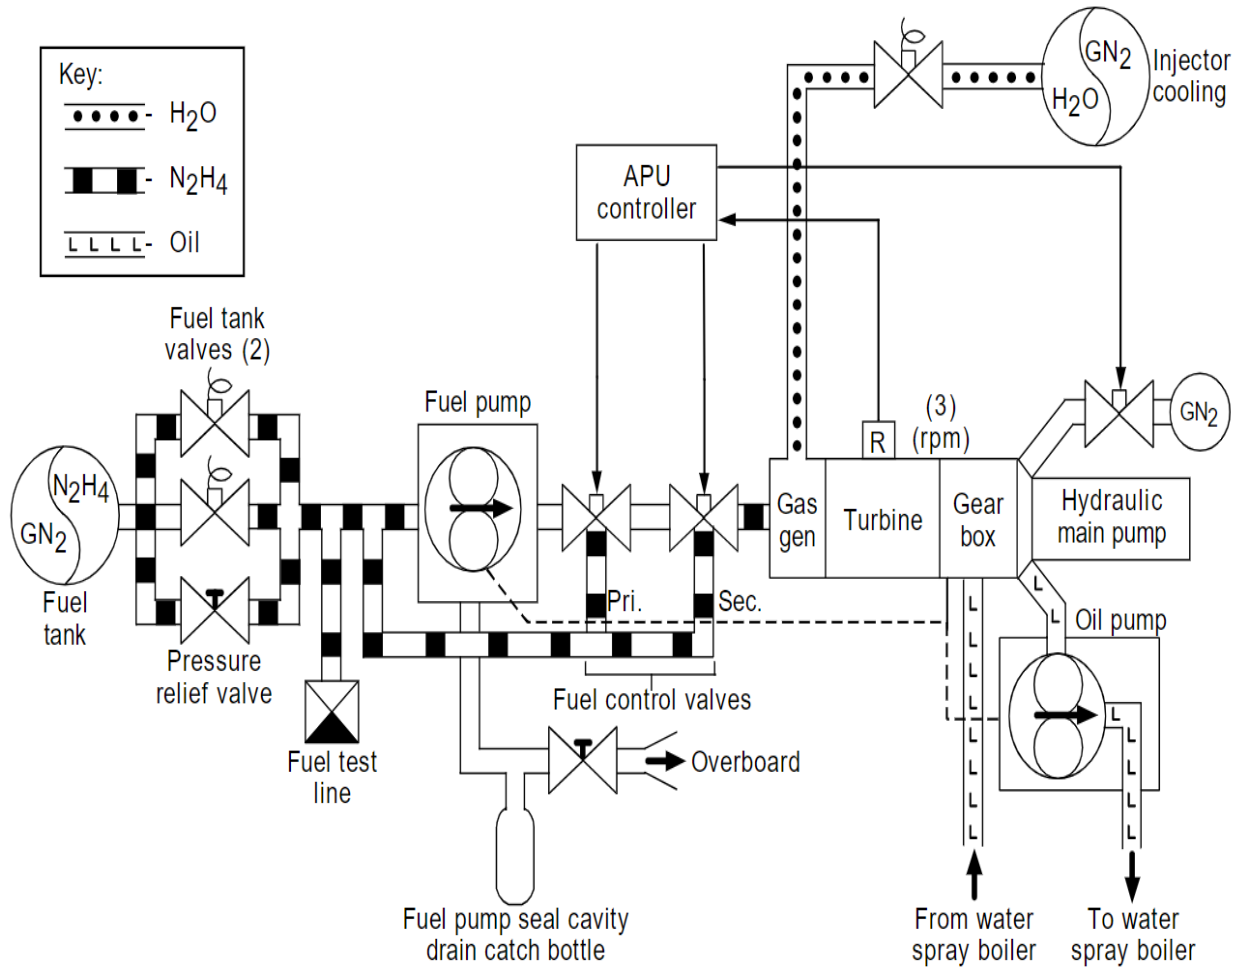 Key:
H₂O
N₂H₄
L L L L
Oil
GN₂
H₂O
Injector
cooling
APU
controller
Fuel tank
valves (2)
Fuel pump
(3)
(rpm)
R
GN₂
N₂H₄
GN₂
Fuel
tank
Gas
gen
Turbine
Gear
box
Hydraulic
main pump
Pri.
Sec.
L
L
L
L
L
L
L
L
L
L
L
L
L
L
Oil pump
Pressure
relief valve
Fuel control valves
Fuel test
line
Overboard
Fuel pump seal cavity
drain catch bottle
From water
spray boiler
To water
spray boiler